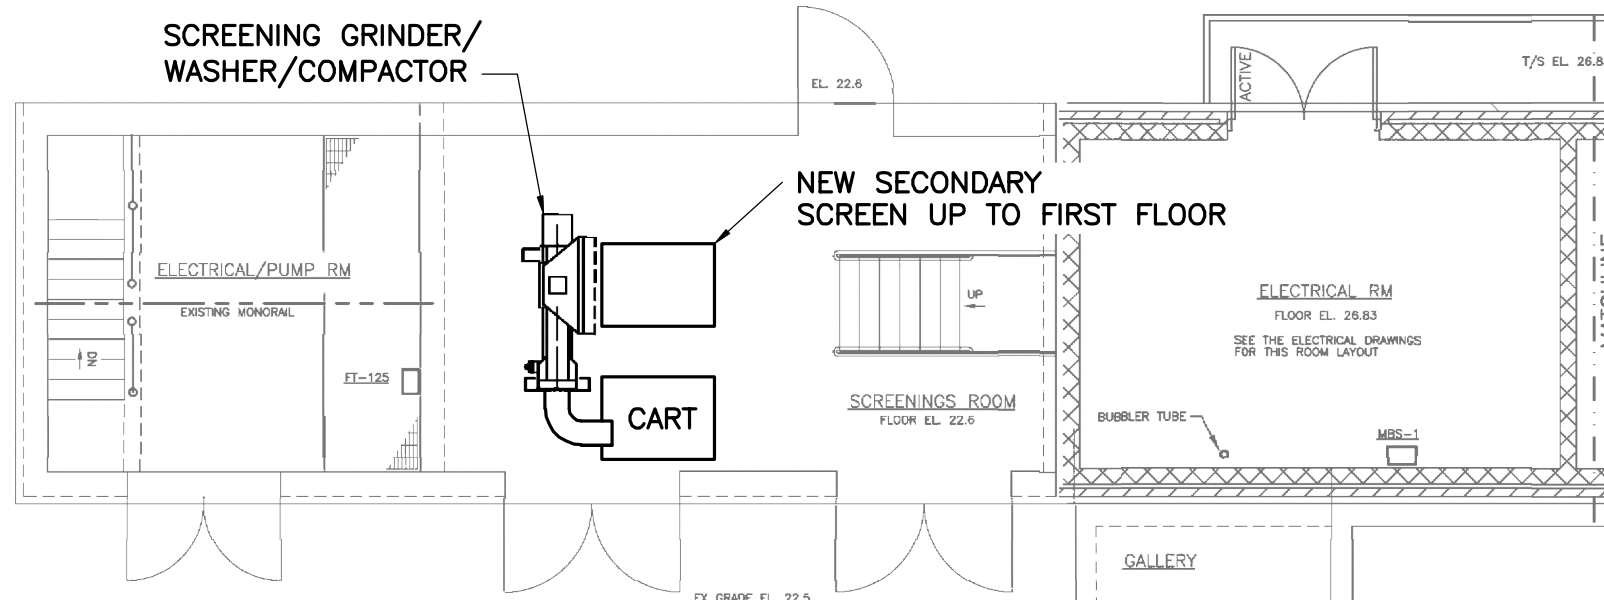 SCREENING GRINDER/
WASHER/COMPACTOR
EL. 22.6
ACTIVE
T/S EL. 26.8
NEW SECONDARY
SCREEN UP TO FIRST FLOOR
ELECTRICAL/PUMP RM
EXISTING MONORAIL
DN
FT-125
CART
UP
SCREENINGS ROOM
FLOOR EL. 22.6
ELECTRICAL RM
FLOOR EL. 26.83
SEE THE ELECTRICAL DRAWINGS
FOR THIS ROOM LAYOUT
BUBBLER TUBE
MBS-1
GALLERY
EX GRADE EL. 22.5